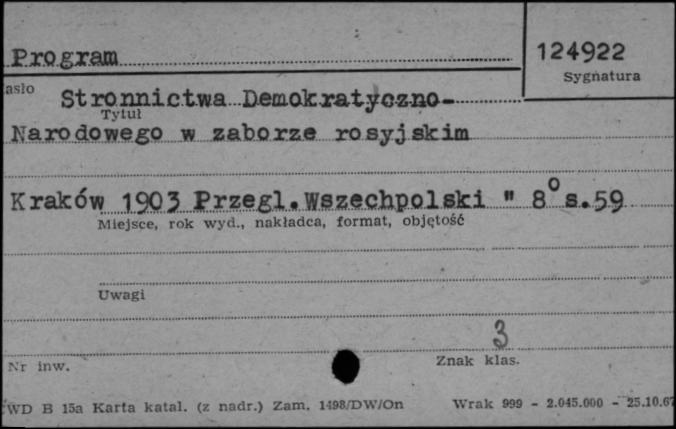 Program 124922
Sygnatura
asło
Stronnictwa Demokratyczno-
Tytuł
Narodowego w zaborze rosyjskim
Kraków 1903 Przegl.Wszechpolski " 8° s.59
Miejsce, rok wyd., nakładca, format, objętość
Uwagi
3
Nr inw. Znak klas.
WD B 15a Karta katal. (z nadr.) Zam. 1498/DW/On Wrak 999 - 2.045.000 - 25.10.67